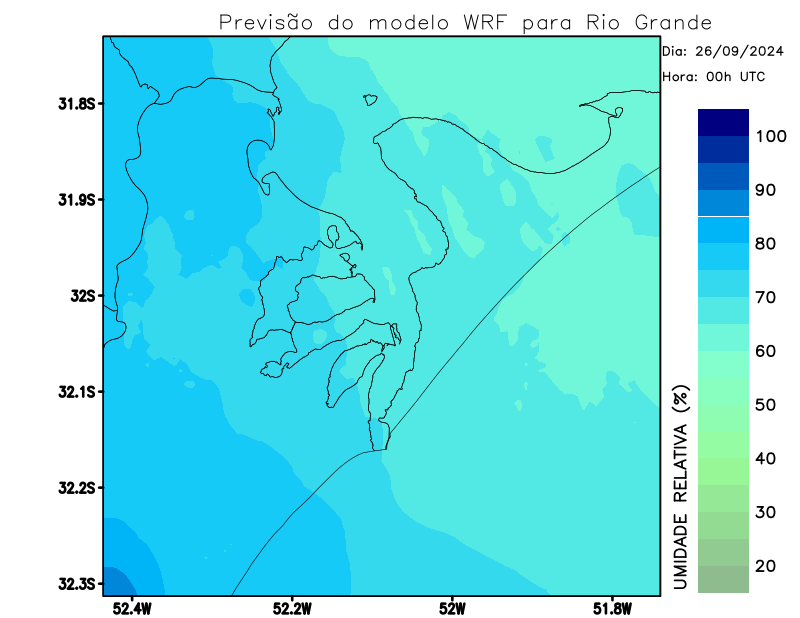 Previsão do modelo WRF para Rio Grande
Dia: 26/09/2024
Hora: 00h UTC
31.8S
31.9S
32S
32.1S
32.2S
32.3S
52.4W
52.2W
52W
51.8W
UMIDADE RELATIVA (%)
100
90
80
70
60
50
40
30
20